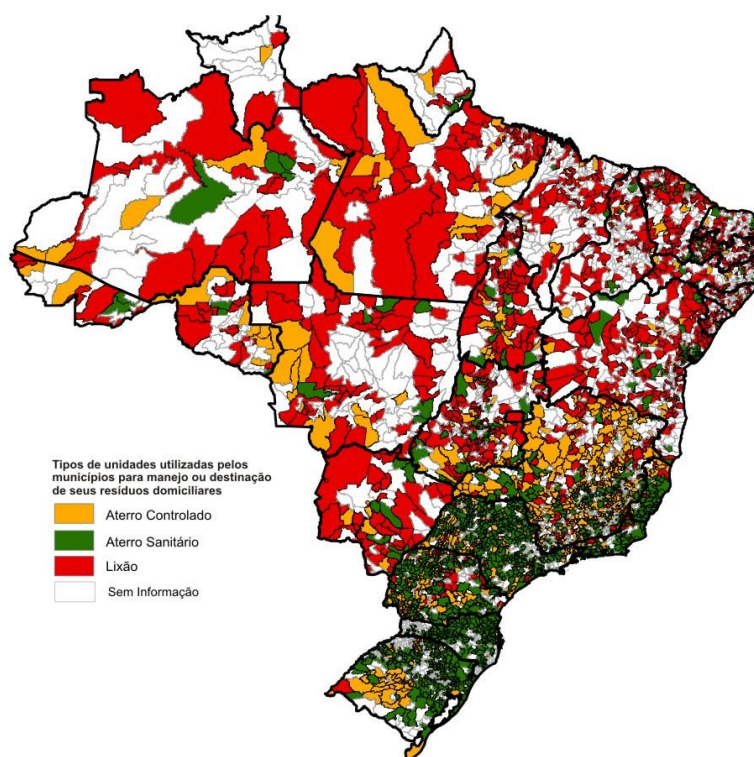 Tipos de unidades utilizadas pelos
municípios para manejo ou destinação
de seus resíduos domiciliares
Aterro Controlado
Aterro Sanitário
Lixão
Sem Informação